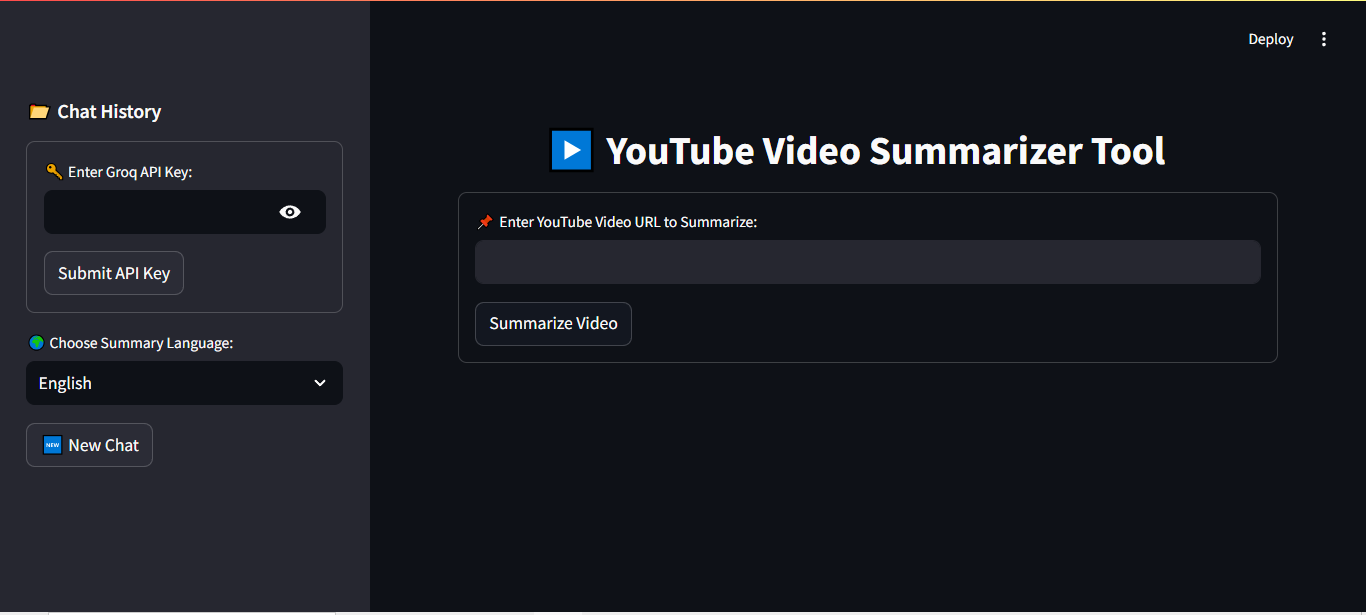 Deploy
📂 Chat History
🔑 Enter Groq API Key:
Submit API Key
🌍 Choose Summary Language:
English
🆕 New Chat
▶️ YouTube Video Summarizer Tool
📌 Enter YouTube Video URL to Summarize:
Summarize Video